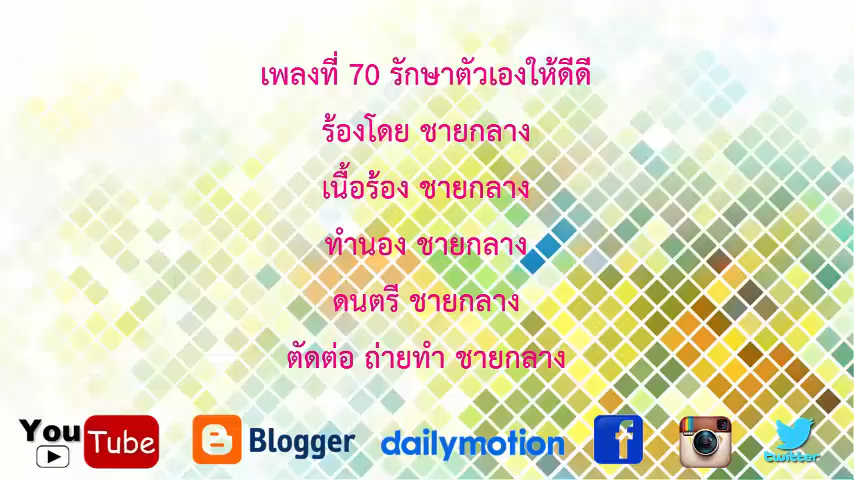 เพลงที่ 70 รักษาตัวเองให้ดีดี
ร้องโดย ชายกลาง
เนื้อร้อง ชายกลาง
ทำนอง ชายกลาง
ดนตรี ชายกลาง
ตัดต่อ ถ่ายทำ ชายกลาง
You Tube Blogger dailymotion f twitter